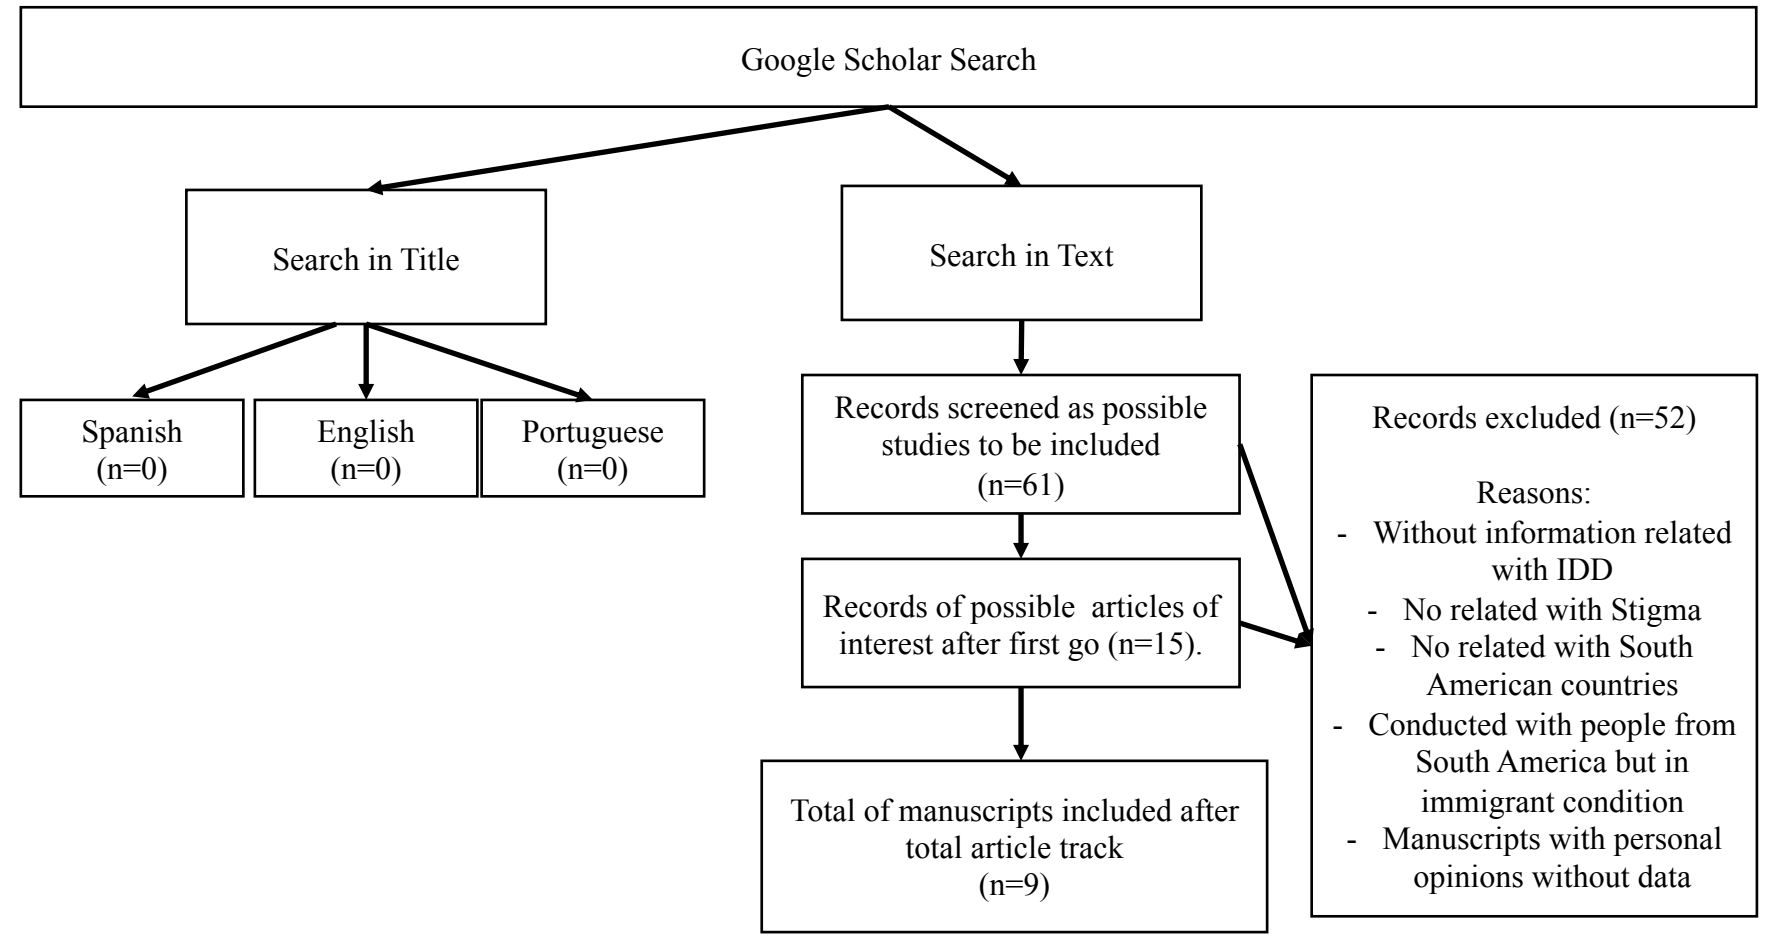 Google Scholar Search
Search in Title
Search in Text
Spanish
(n=0)
English
(n=0)
Portuguese
(n=0)
Records screened as possible
studies to be included
(n=61)
Records of possible  articles of
interest after first go (n=15).
Total of manuscripts included after
total article track
(n=9)
Records excluded (n=52)
Reasons:
- Without information related
with IDD
- No related with Stigma
- No related with South
American countries
- Conducted with people from
South America but in
immigrant condition
- Manuscripts with personal
opinions without data